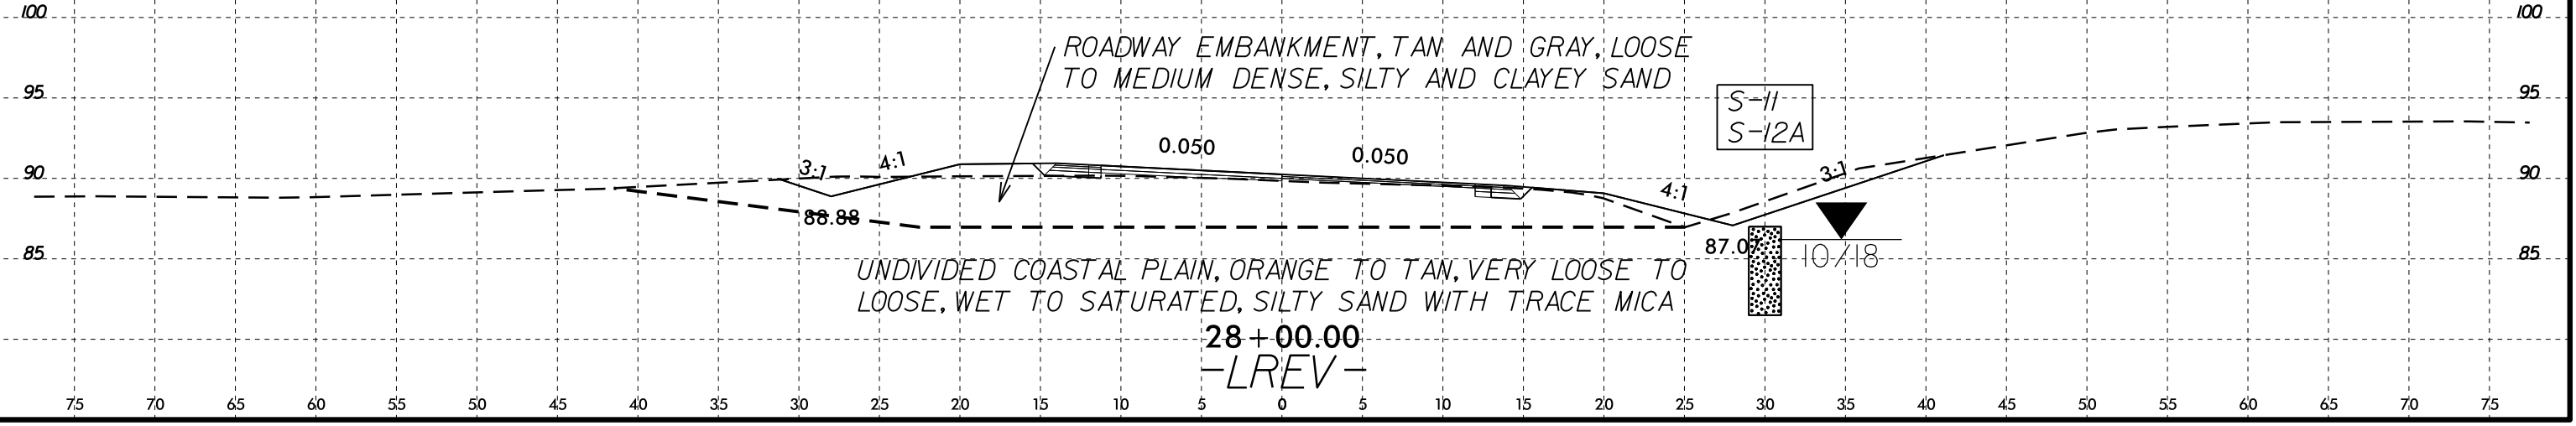 100 100
ROADWAY EMBANKMENT, TAN AND GRAY, LOOSE
TO MEDIUM DENSE, SILTY AND CLAYEY SAND
95 95
S-11
S-12A
0.050 0.050
3:1 4:1
90 4:1 3:1 90
88.88
87.07
85 10/18 85
UNDIVIDED COASTAL PLAIN, ORANGE TO TAN, VERY LOOSE TO
LOOSE, WET TO SATURATED, SILTY SAND WITH TRACE MICA
28+00.00
-LREV-
75 70 65 60 55 50 45 40 35 30 25 20 15 10 5 0 5 10 15 20 25 30 35 40 45 50 55 60 65 70 75